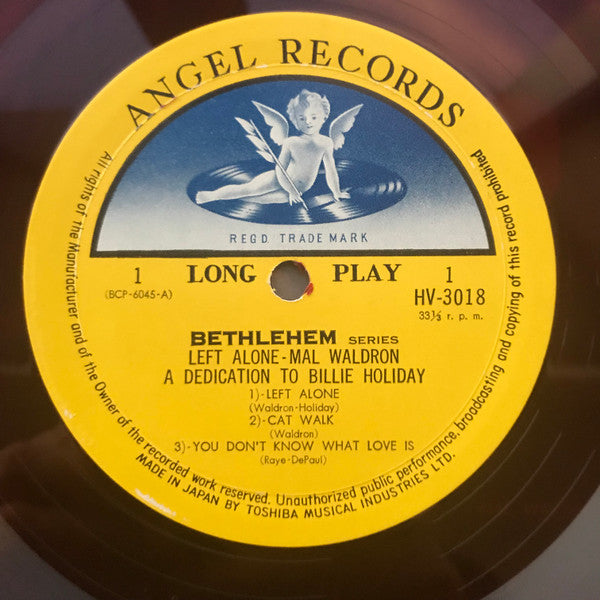 ANGEL RECORDS
REGD. TRADE MARK
1 LONG PLAY 1
(BCP-6045-A) HV-3018
33⅓ r. p. m.
BETHLEHEM SERIES
LEFT ALONE-MAL WALDRON
A DEDICATION TO BILLIE HOLIDAY
1)-LEFT ALONE
(Waldron-Holiday)
2)-CAT WALK
(Waldron)
3)-YOU DON'T KNOW WHAT LOVE IS
(Raye-DePaul)
All rights of the Manufacturer and of the Owner of the recorded work reserved. Unauthorized public performance, broadcasting and copying of this record prohibited
MADE IN JAPAN BY TOSHIBA MUSICAL INDUSTRIES LTD.